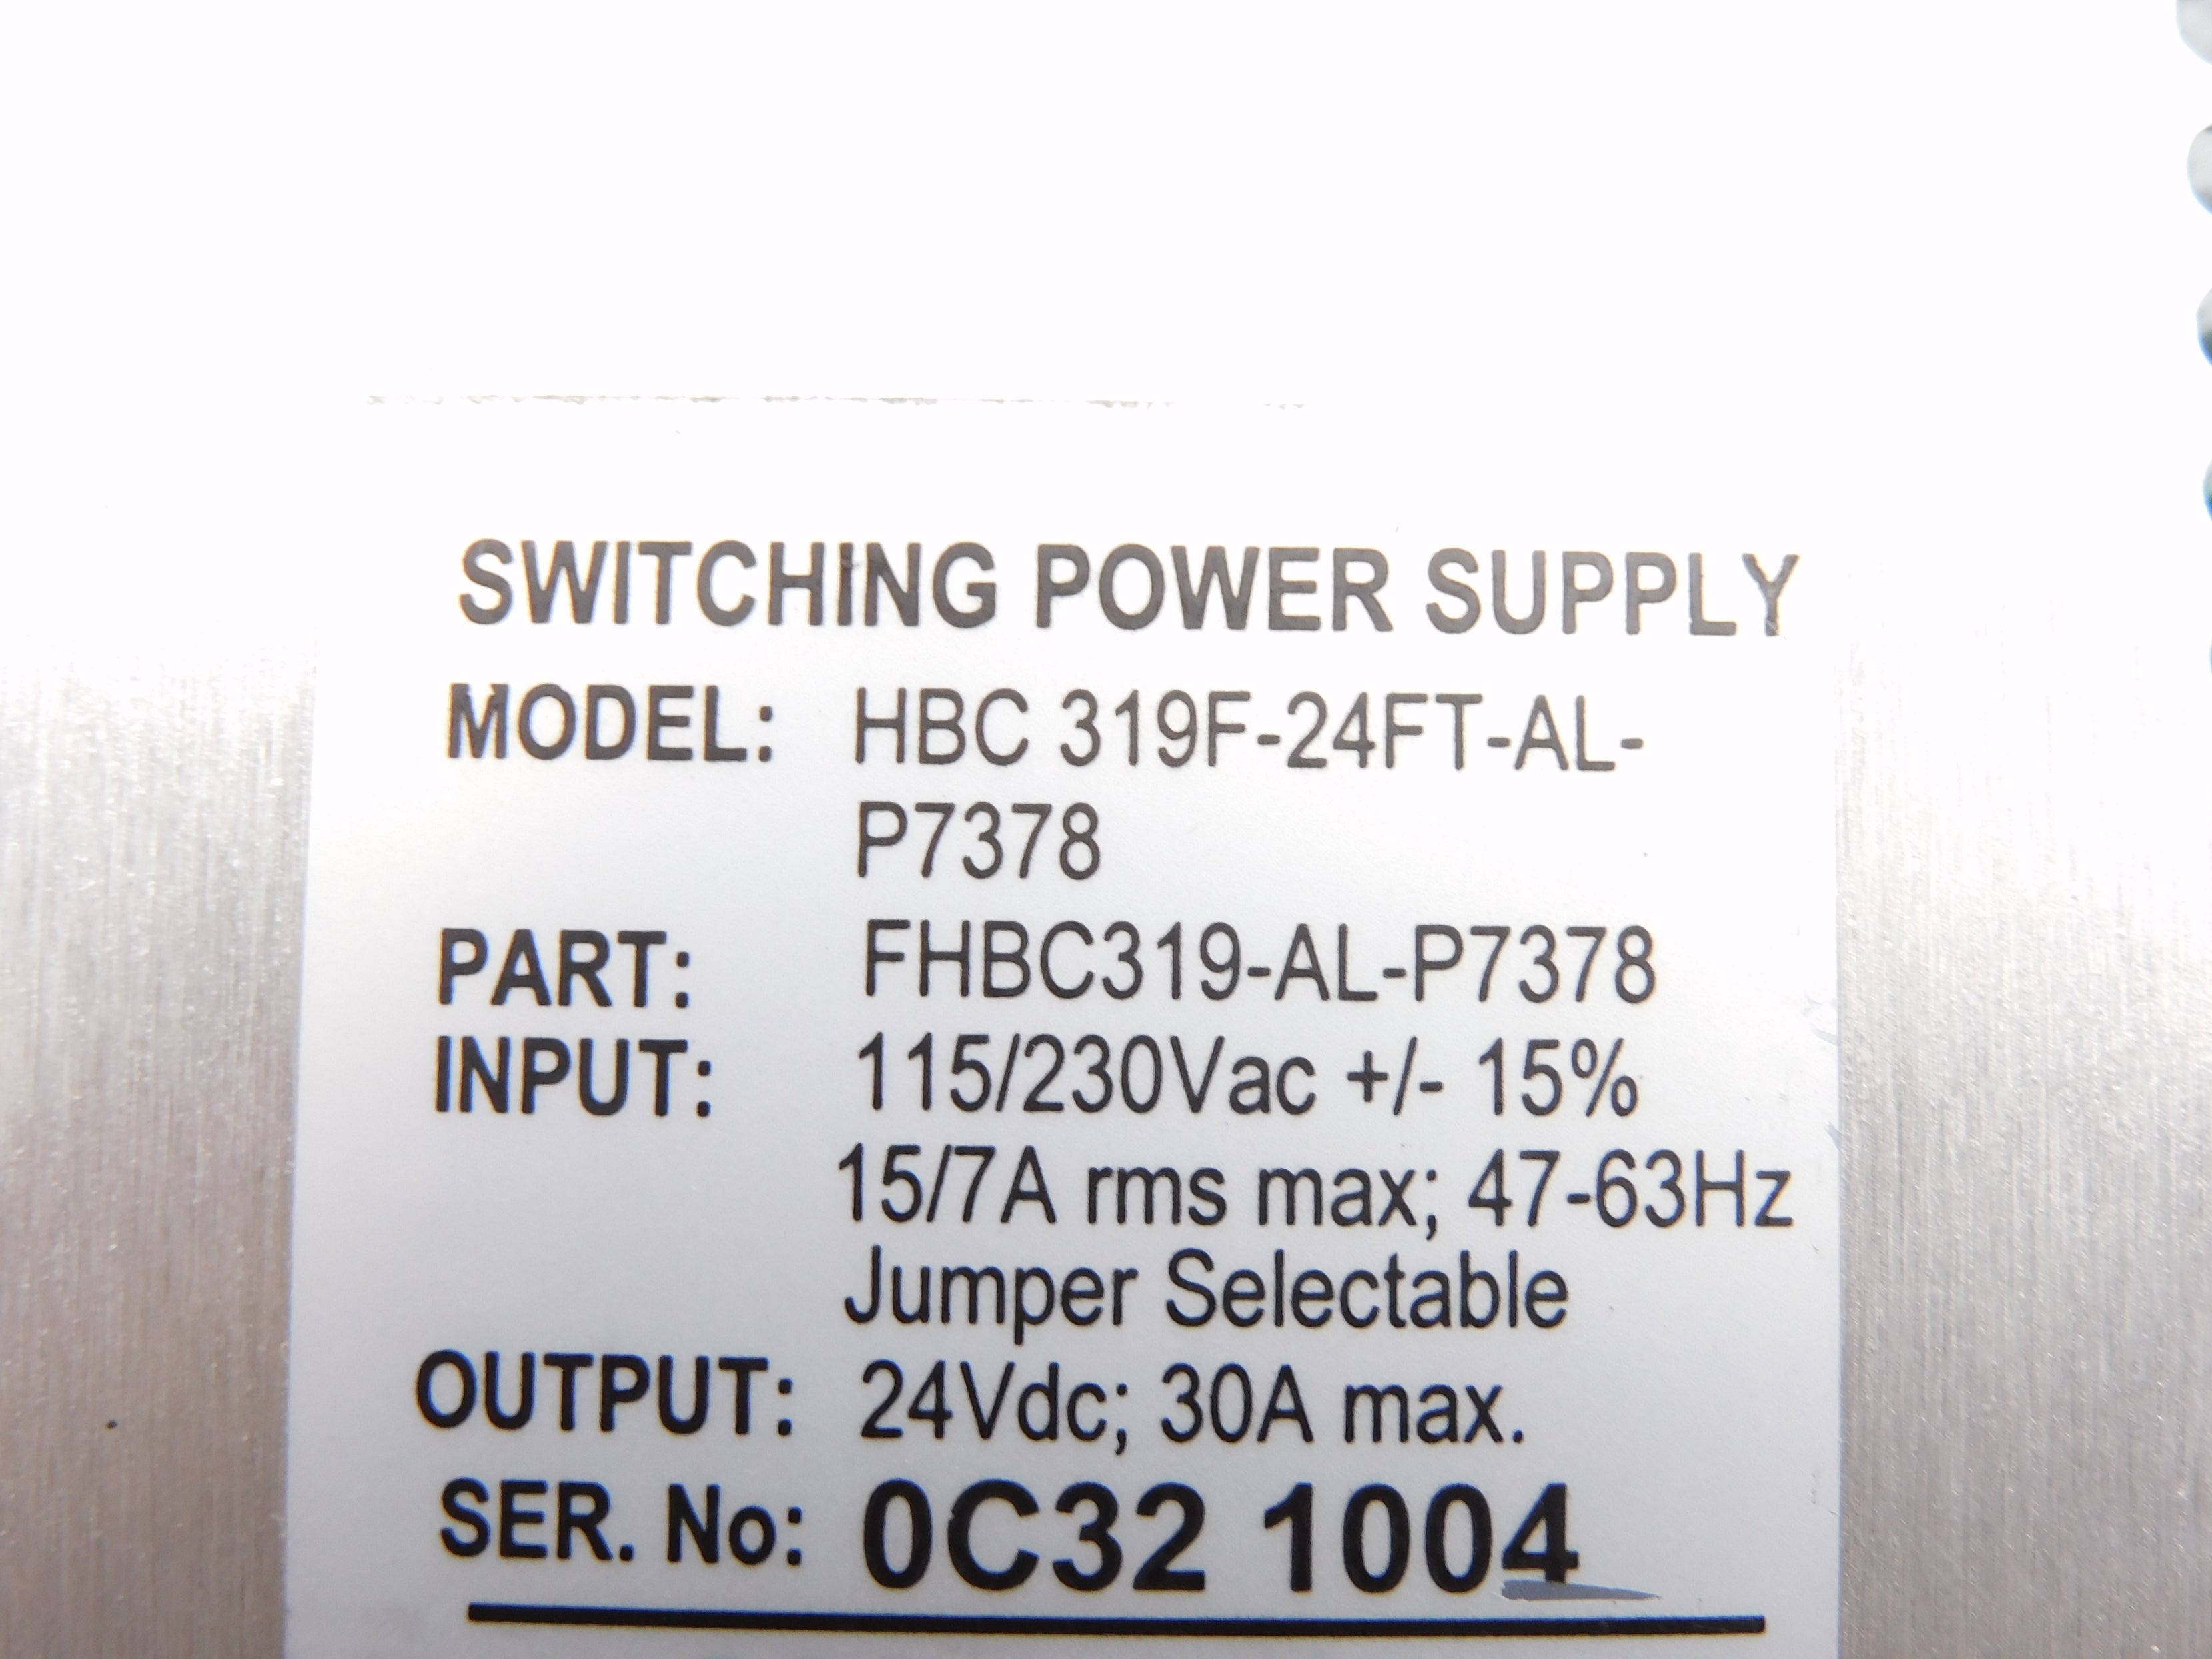 SWITCHING POWER SUPPLY
MODEL: HBC 319F-24FT-AL-
P7378
PART: FHBC319-AL-P7378
INPUT: 115/230Vac +/- 15%
15/7A rms max; 47-63Hz
Jumper Selectable
OUTPUT: 24Vdc; 30A max.
SER. No: 0C32 1004